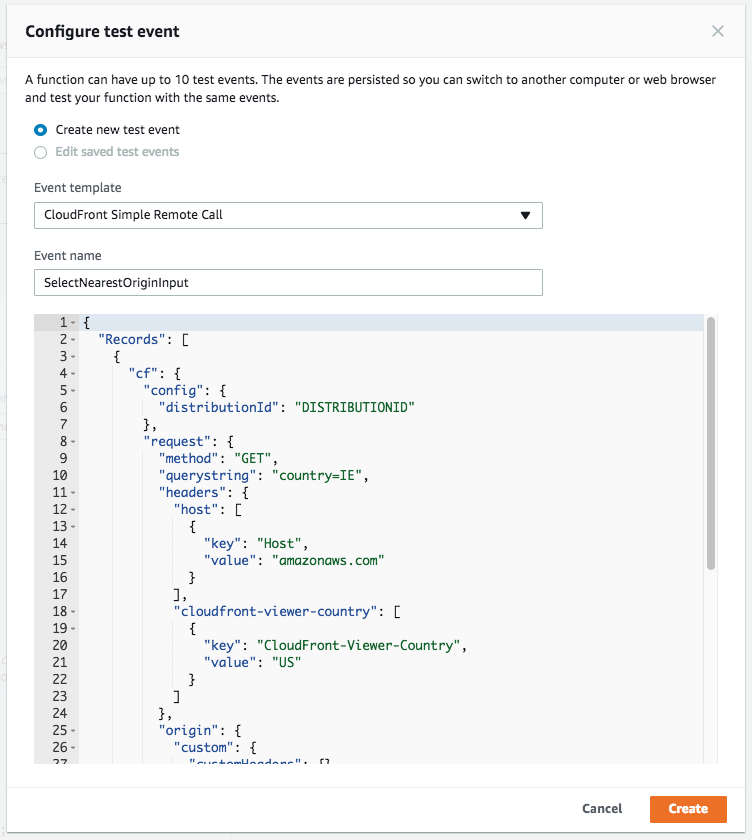 Configure test event
A function can have up to 10 test events. The events are persisted so you can switch to another computer or web browser
and test your function with the same events.
Create new test event
Edit saved test events
Event template
CloudFront Simple Remote Call
Event name
SelectNearestOriginInput
1 {
2 "Records": [
3 {
4 "cf": {
5 "config": {
6 "distributionId": "DISTRIBUTIONID"
7 },
8 "request": {
9 "method": "GET",
10 "querystring": "country=IE",
11 "headers": {
12 "host": [
13 {
14 "key": "Host",
15 "value": "amazonaws.com"
16 }
17 ],
18 "cloudfront-viewer-country": [
19 {
20 "key": "CloudFront-Viewer-Country",
21 "value": "US"
22 }
23 ]
24 },
25 "origin": {
26 "custom": {
27 "customHeaders": {}
Cancel
Create